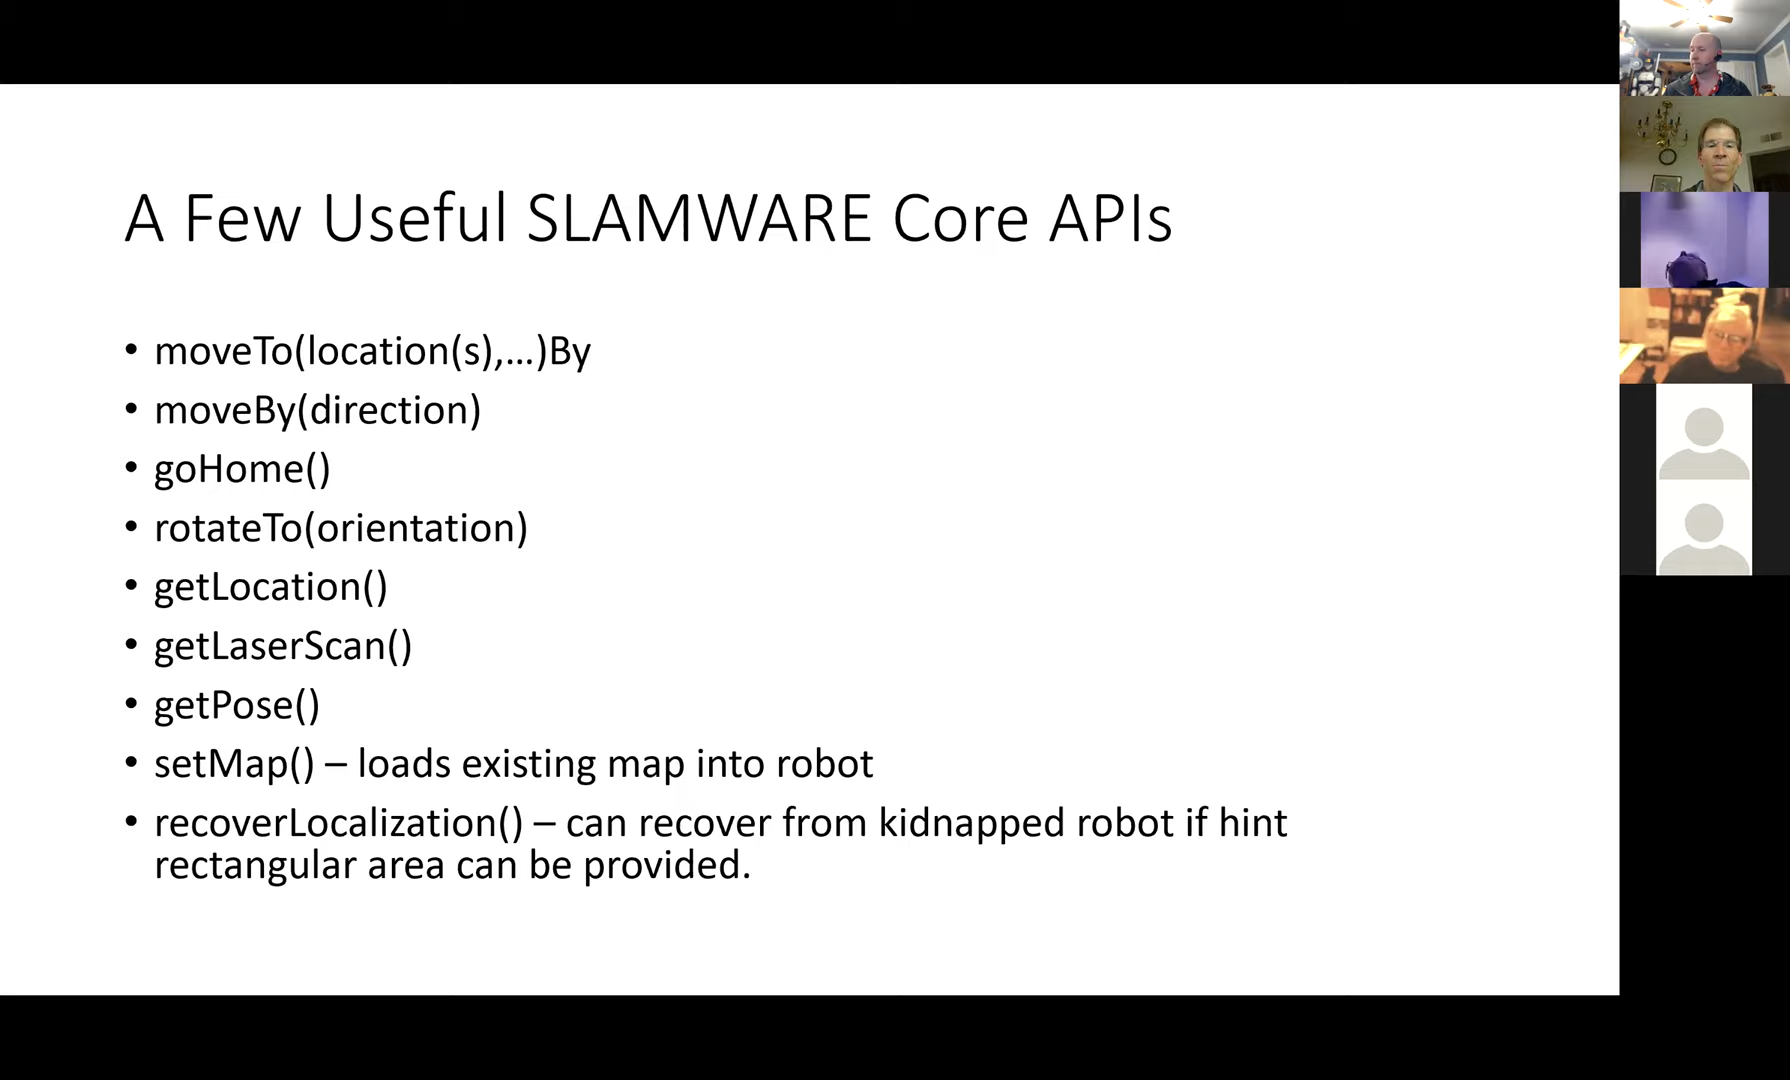 A Few Useful SLAMWARE Core APIs
• moveTo(location(s),...)By
• moveBy(direction)
• goHome()
• rotateTo(orientation)
• getLocation()
• getLaserScan()
• getPose()
• setMap() – loads existing map into robot
• recoverLocalization() – can recover from kidnapped robot if hint
rectangular area can be provided.